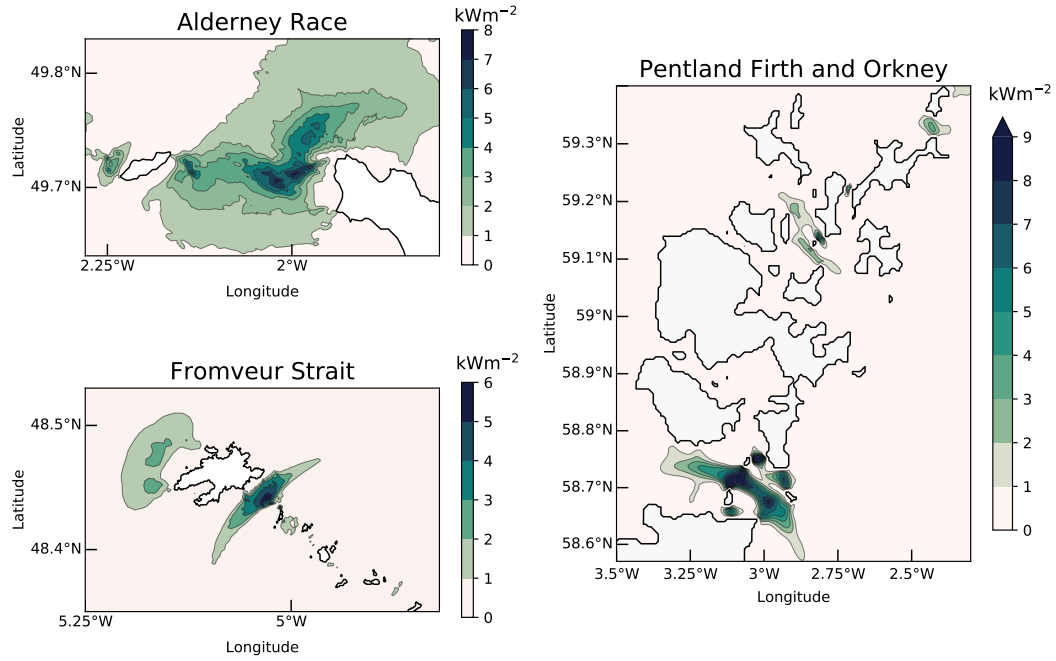 Alderney Race
kWm−2
8
7
6
5
4
3
2
1
0
49.8°N
49.7°N
Latitude
2.25°W
2°W
Longitude
Fromveur Strait
kWm−2
6
5
4
3
2
1
0
48.5°N
48.4°N
Latitude
5.25°W
5°W
Longitude
Pentland Firth and Orkney
kWm−2
9
8
7
6
5
4
3
2
1
0
59.3°N
59.2°N
59.1°N
59°N
58.9°N
58.8°N
58.7°N
58.6°N
Latitude
3.5°W
3.25°W
3°W
2.75°W
2.5°W
Longitude